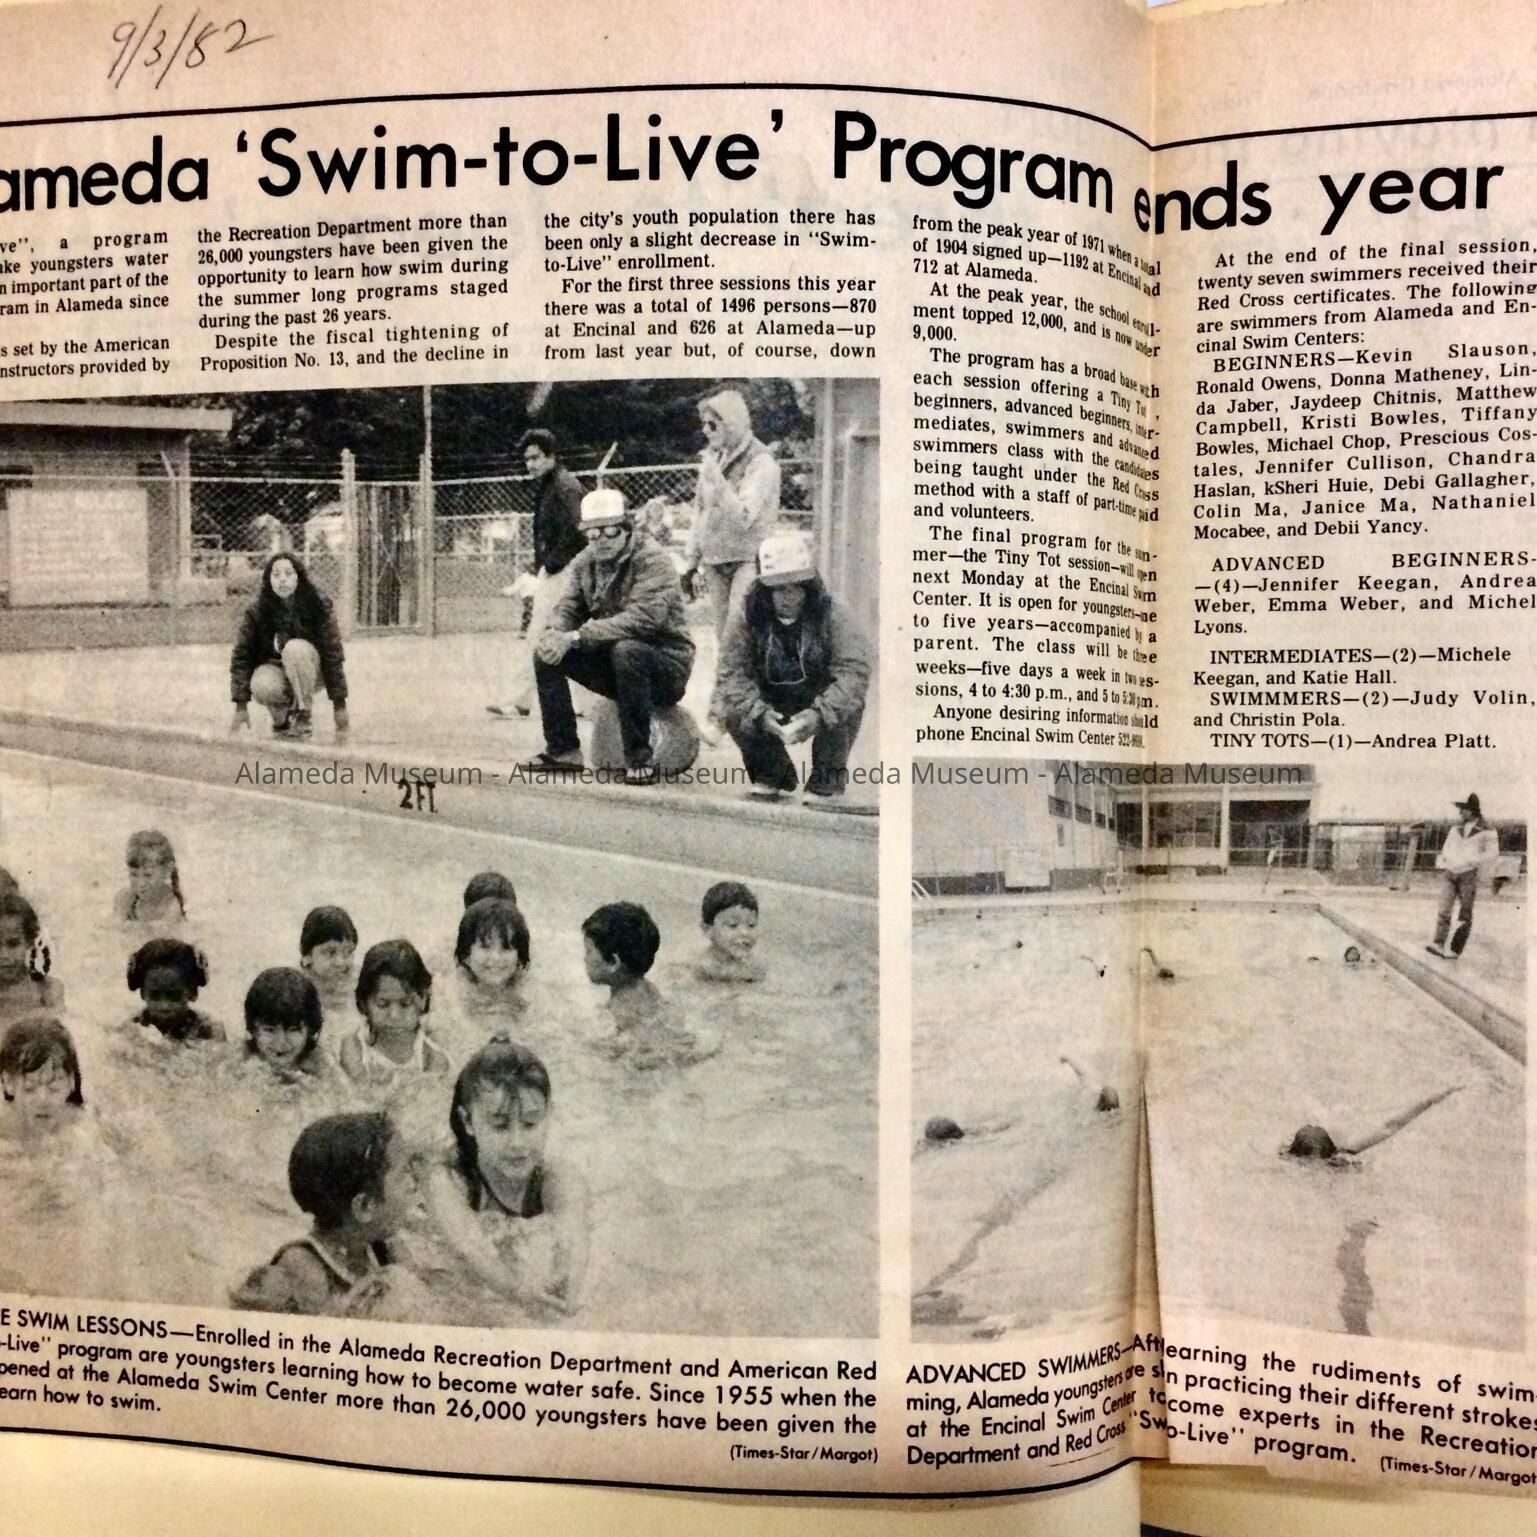 9/3/82
ameda 'Swim-to-Live' Program ends year
ve", a program
ake youngsters water
n important part of the
ram in Alameda since
s set by the American
nstructors provided by
the Recreation Department more than
26,000 youngsters have been given the
opportunity to learn how swim during
the summer long programs staged
during the past 26 years.
Despite the fiscal tightening of
Proposition No. 13, and the decline in
the city's youth population there has
been only a slight decrease in "Swim-
to-Live" enrollment.
For the first three sessions this year
there was a total of 1496 persons—870
at Encinal and 626 at Alameda—up
from last year but, of course, down
from the peak year of 1971 when a total
of 1904 signed up—1192 at Encinal and
712 at Alameda.
At the peak year, the school enroll-
ment topped 12,000, and is now under
9,000.
The program has a broad base with
each session offering a Tiny Tot,
beginners, advanced beginners, inter-
mediates, swimmers and advanced
swimmers class with the candidates
being taught under the Red Cross
method with a staff of part-time paid
and volunteers.
The final program for the sum-
mer—the Tiny Tot session—will open
next Monday at the Encinal Swim
Center. It is open for youngsters
to five years—accompanied by a
parent. The class will be three
weeks—five days a week in two ses-
sions, 4 to 4:30 p.m., and 5 to 5:30 p.m.
Anyone desiring information should
phone Encinal Swim Center
At the end of the final session,
twenty seven swimmers received their
Red Cross certificates. The following
are swimmers from Alameda and En-
cinal Swim Centers:
BEGINNERS—Kevin Slauson,
Ronald Owens, Donna Matheney, Lin-
da Jaber, Jaydeep Chitnis, Matthew
Campbell, Kristi Bowles, Tiffany
Bowles, Michael Chop, Prescious Cos-
tales, Jennifer Cullison, Chandra
Haslan, kSheri Huie, Debi Gallagher,
Colin Ma, Janice Ma, Nathaniel
Mocabee, and Debii Yancy.
ADVANCED BEGINNERS-
—(4)—Jennifer Keegan, Andrea
Weber, Emma Weber, and Michel
Lyons.
INTERMEDIATES—(2)—Michele
Keegan, and Katie Hall.
SWIMMMERS—(2)—Judy Volin,
and Christin Pola.
TINY TOTS—(1)—Andrea Platt.
Alameda Museum - Alameda Museum - Alameda Museum - Alameda Museum
2 FT.
E SWIM LESSONS—Enrolled in the Alameda Recreation Department and American Red
-Live" program are youngsters learning how to become water safe. Since 1955 when the
pened at the Alameda Swim Center more than 26,000 youngsters have been given the
earn how to swim.
(Times-Star/Margot)
ADVANCED SWIMMERS—Aft learning the rudiments of swim-
ming, Alameda youngsters are s n practicing their different strokes
at the Encinal Swim Center to come experts in the Recreation
Department and Red Cross "Sw o-Live" program.
(Times-Star/Margot